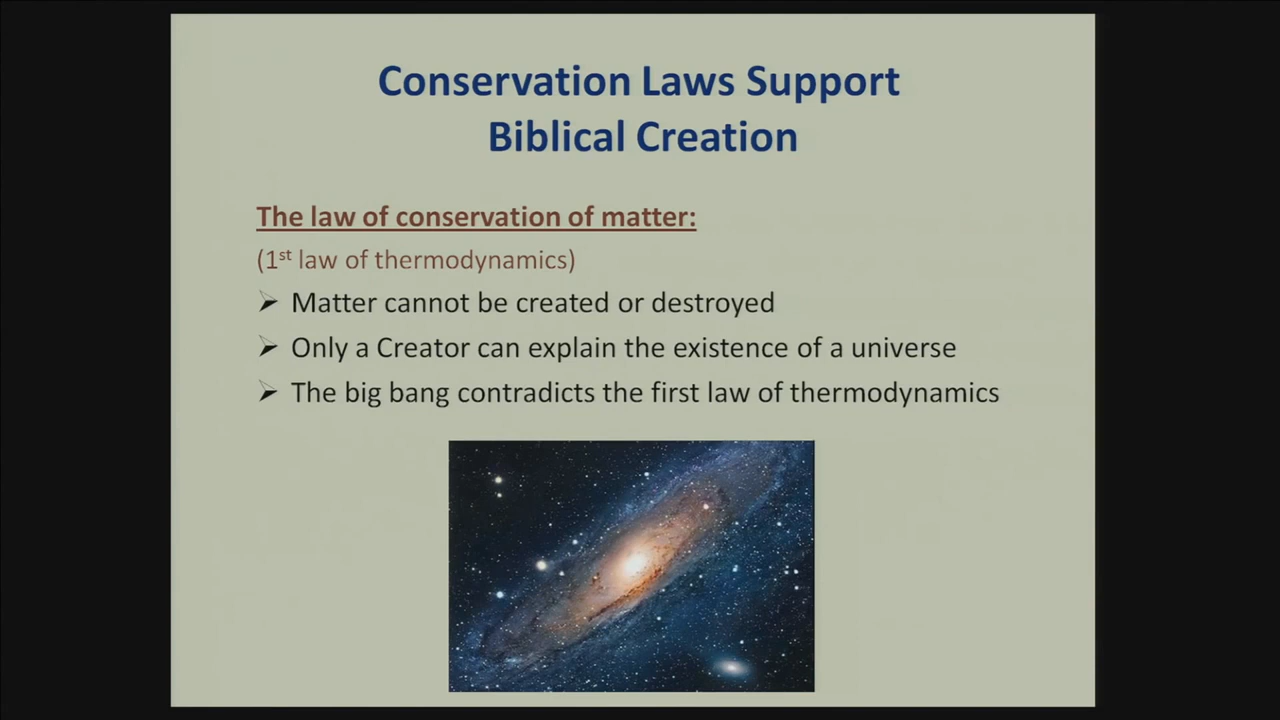 Conservation Laws Support
Biblical Creation
The law of conservation of matter:
(1st law of thermodynamics)
➢ Matter cannot be created or destroyed
➢ Only a Creator can explain the existence of a universe
➢ The big bang contradicts the first law of thermodynamics